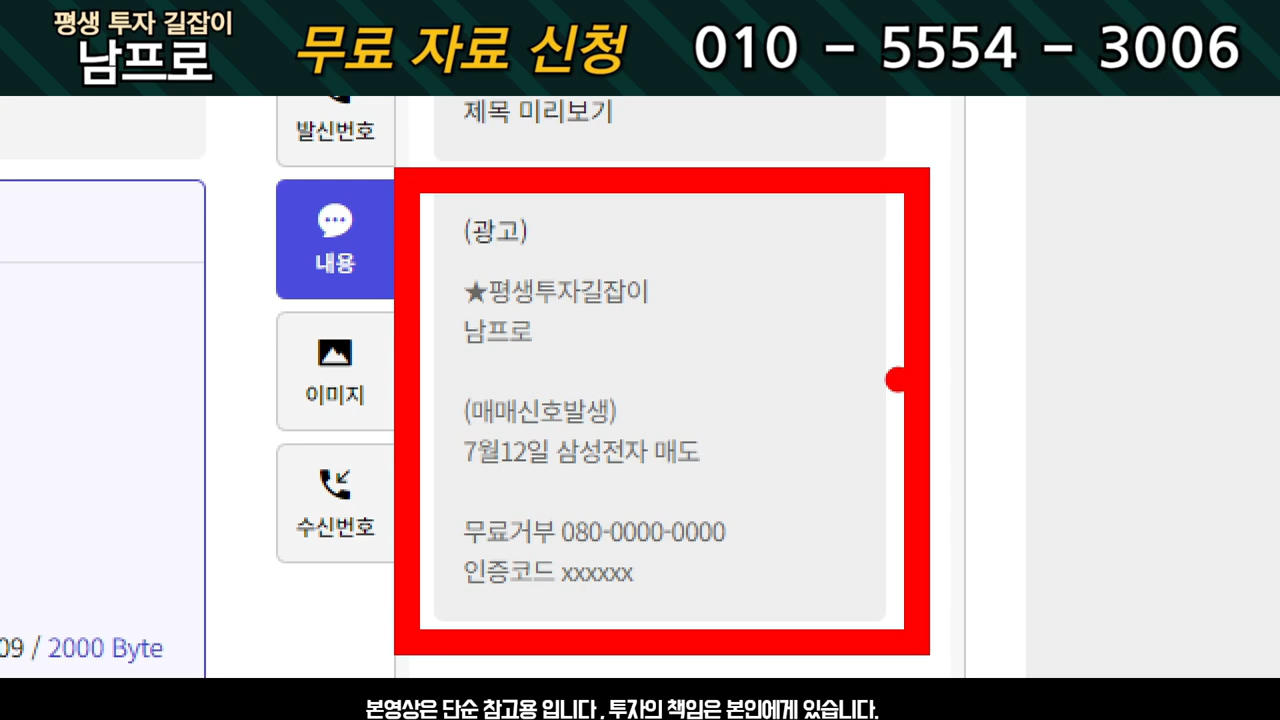 평생 투자 길잡이
남프로
무료 자료 신청
010 - 5554 - 3006
발신번호
제목 미리보기
내용
이미지
수신번호
(광고)
★평생투자길잡이
남프로
(매매신호발생)
7월12일 삼성전자 매도
무료거부 080-0000-0000
인증코드 xxxxxx
09 / 2000 Byte
본영상은 단순 참고용 입니다 , 투자의 책임은 본인에게 있습니다.